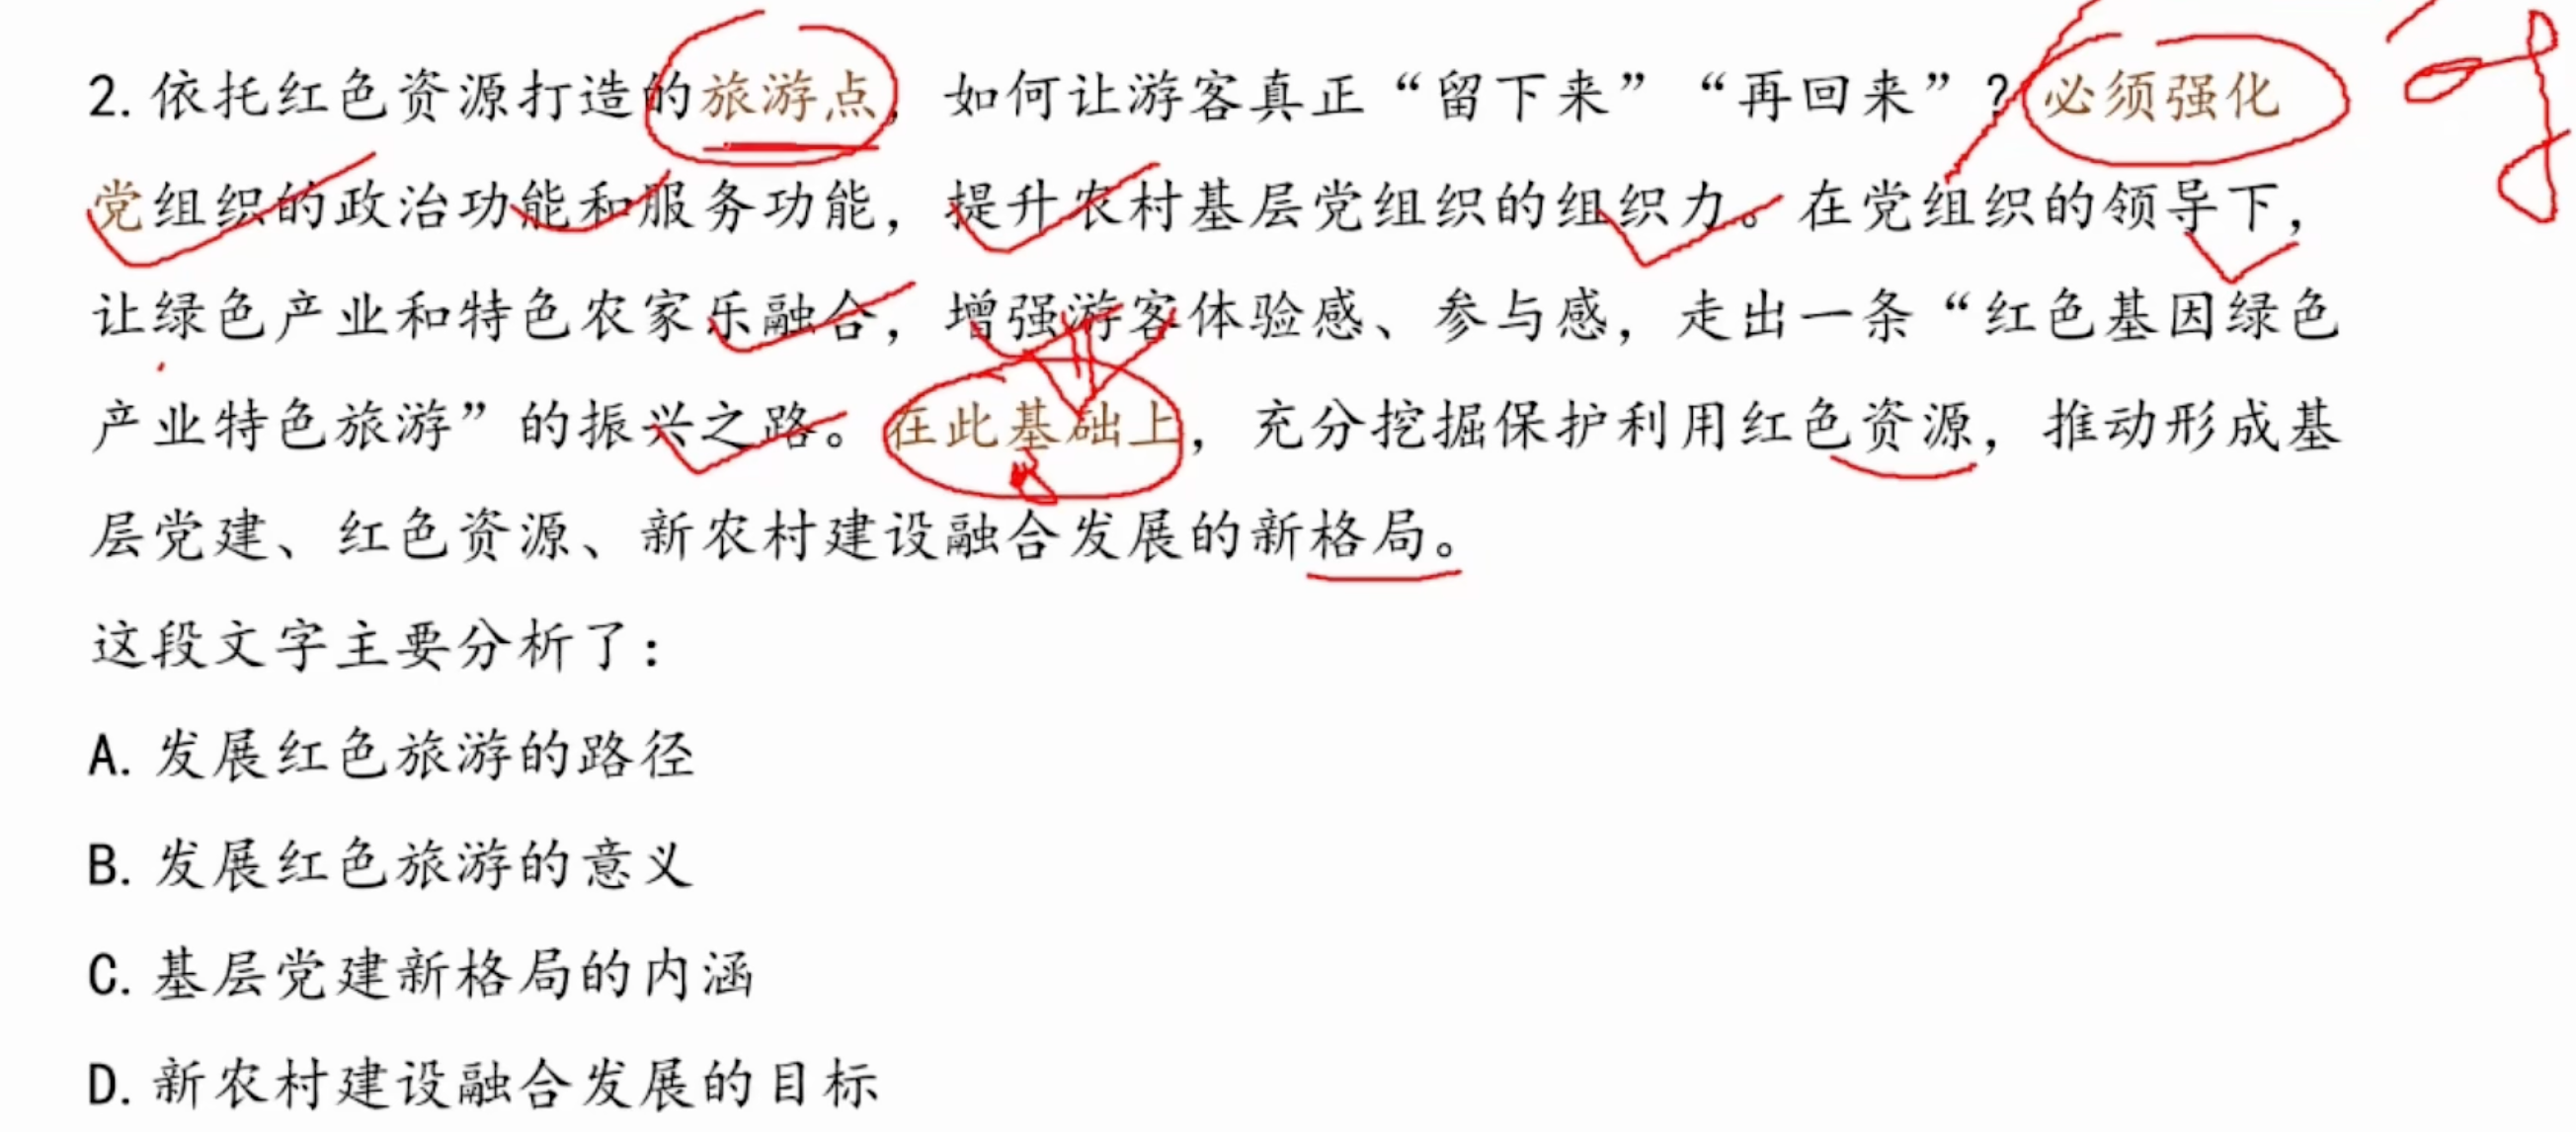 2. 依托红色资源打造的旅游点，如何让游客真正“留下来”“再回来”？必须强化
党组织的政治功能和服务功能，提升农村基层党组织的组织力。在党组织的领导下，
让绿色产业和特色农家乐融合，增强游客体验感、参与感，走出一条“红色基因绿色
产业特色旅游”的振兴之路。在此基础上，充分挖掘保护利用红色资源，推动形成基
层党建、红色资源、新农村建设融合发展的新格局。
这段文字主要分析了：
A. 发展红色旅游的路径
B. 发展红色旅游的意义
C. 基层党建新格局的内涵
D. 新农村建设融合发展的目标